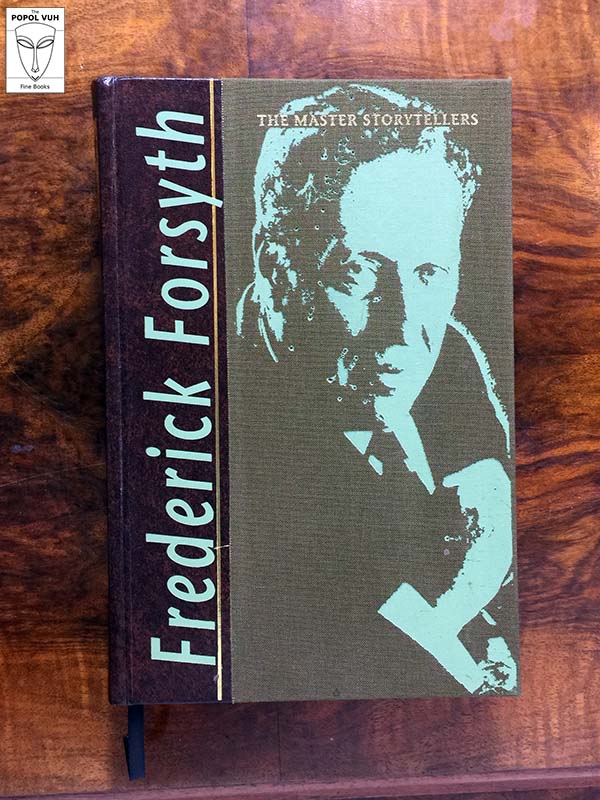 The
POPOL VUH
Fine Books
THE MASTER STORYTELLERS
Frederick Forsyth